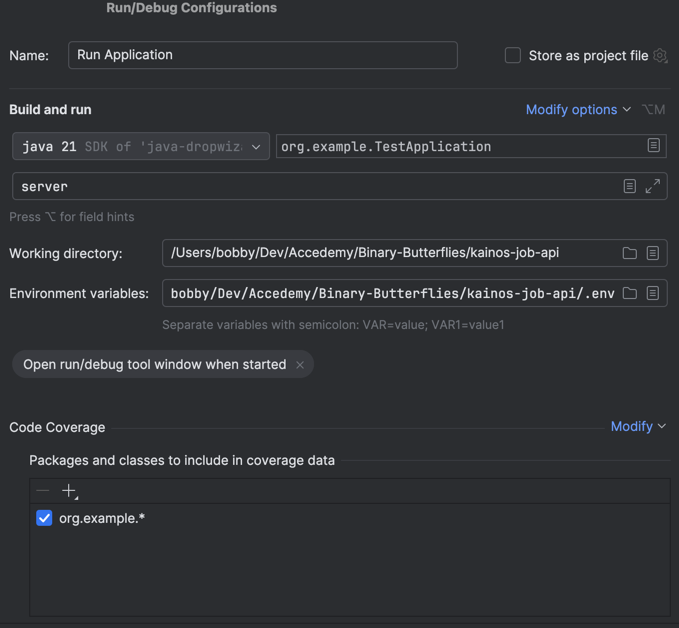 Run/Debug Configurations
Name: Run Application Store as project file
Build and run Modify options ⌥M
java 21 SDK of 'java-dropwiz org.example.TestApplication
server
Press ⌥ for field hints
Working directory: /Users/bobby/Dev/Accedemy/Binary-Butterflies/kainos-job-api
Environment variables: bobby/Dev/Accedemy/Binary-Butterflies/kainos-job-api/.env
Separate variables with semicolon: VAR=value; VAR1=value1
Open run/debug tool window when started ×
Code Coverage Modify
Packages and classes to include in coverage data
org.example.*